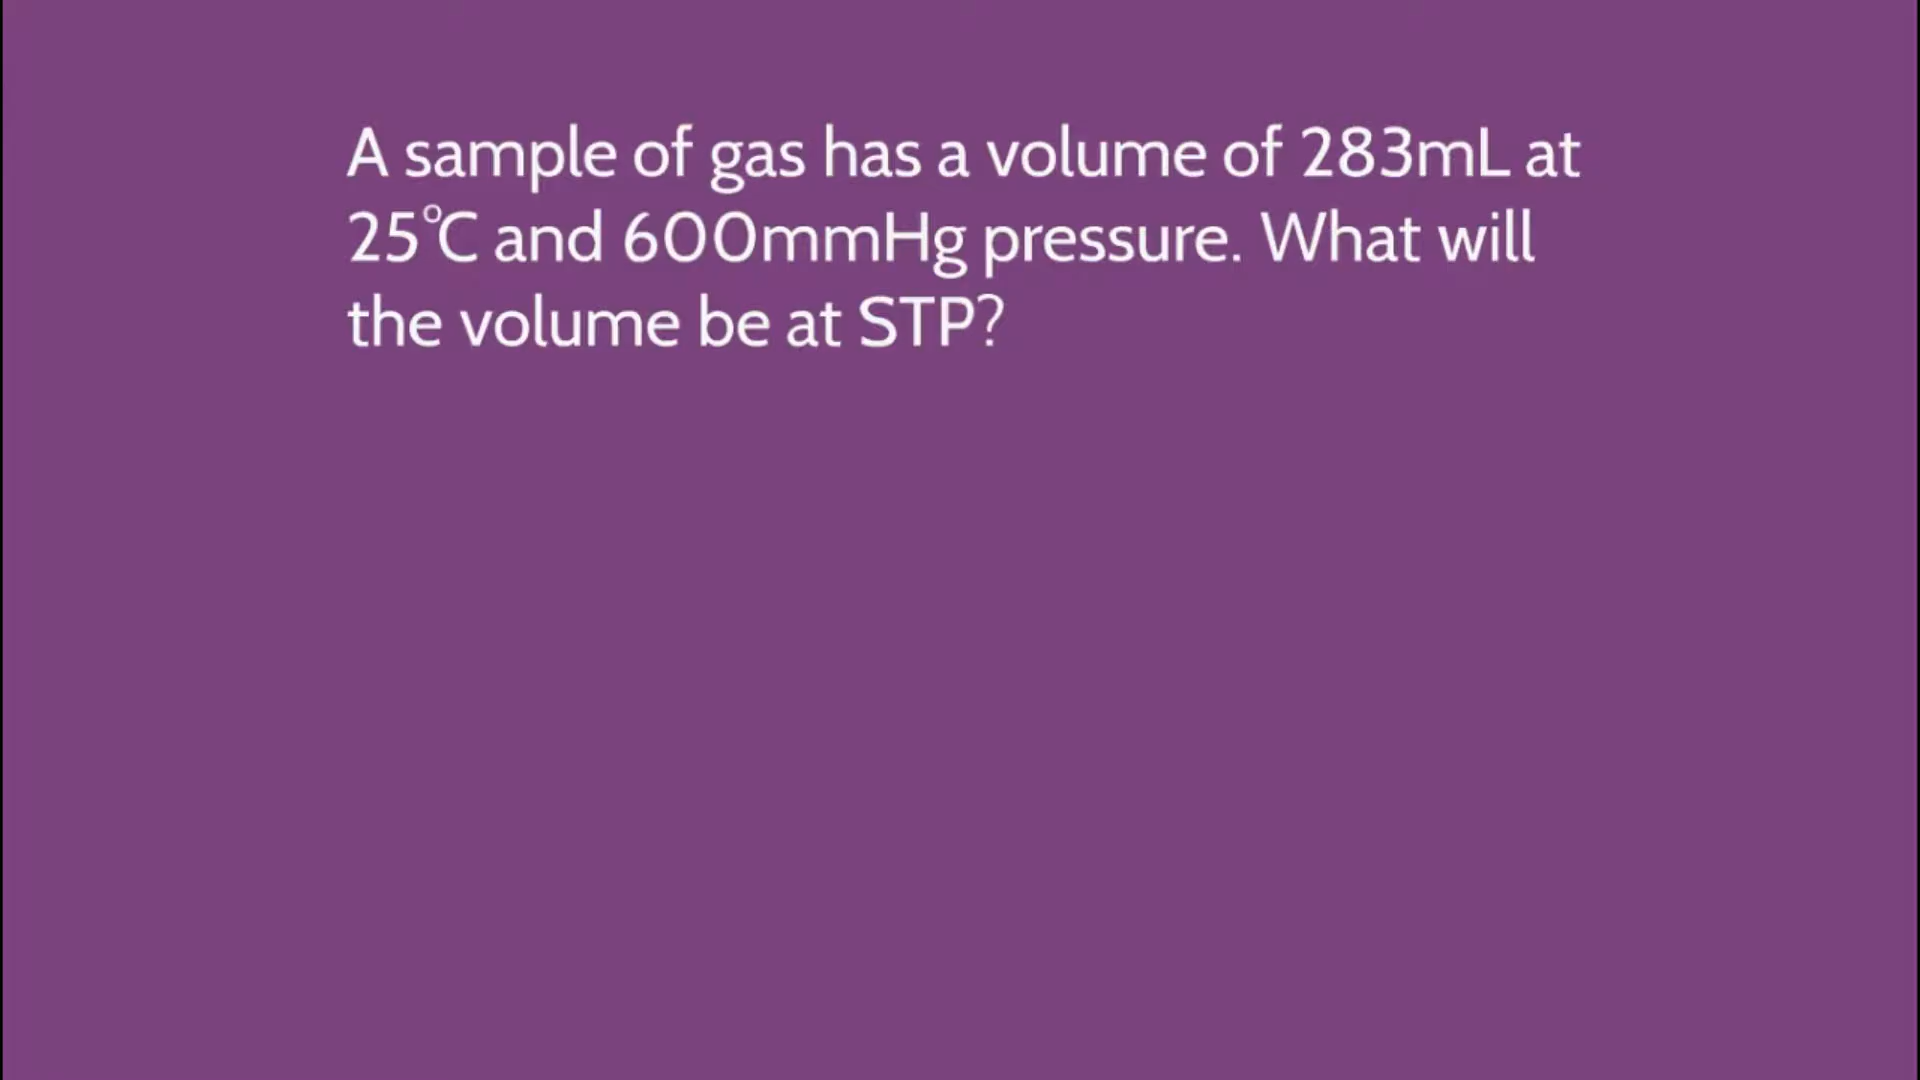 A sample of gas has a volume of 283mL at
25°C and 600mmHg pressure. What will
the volume be at STP?